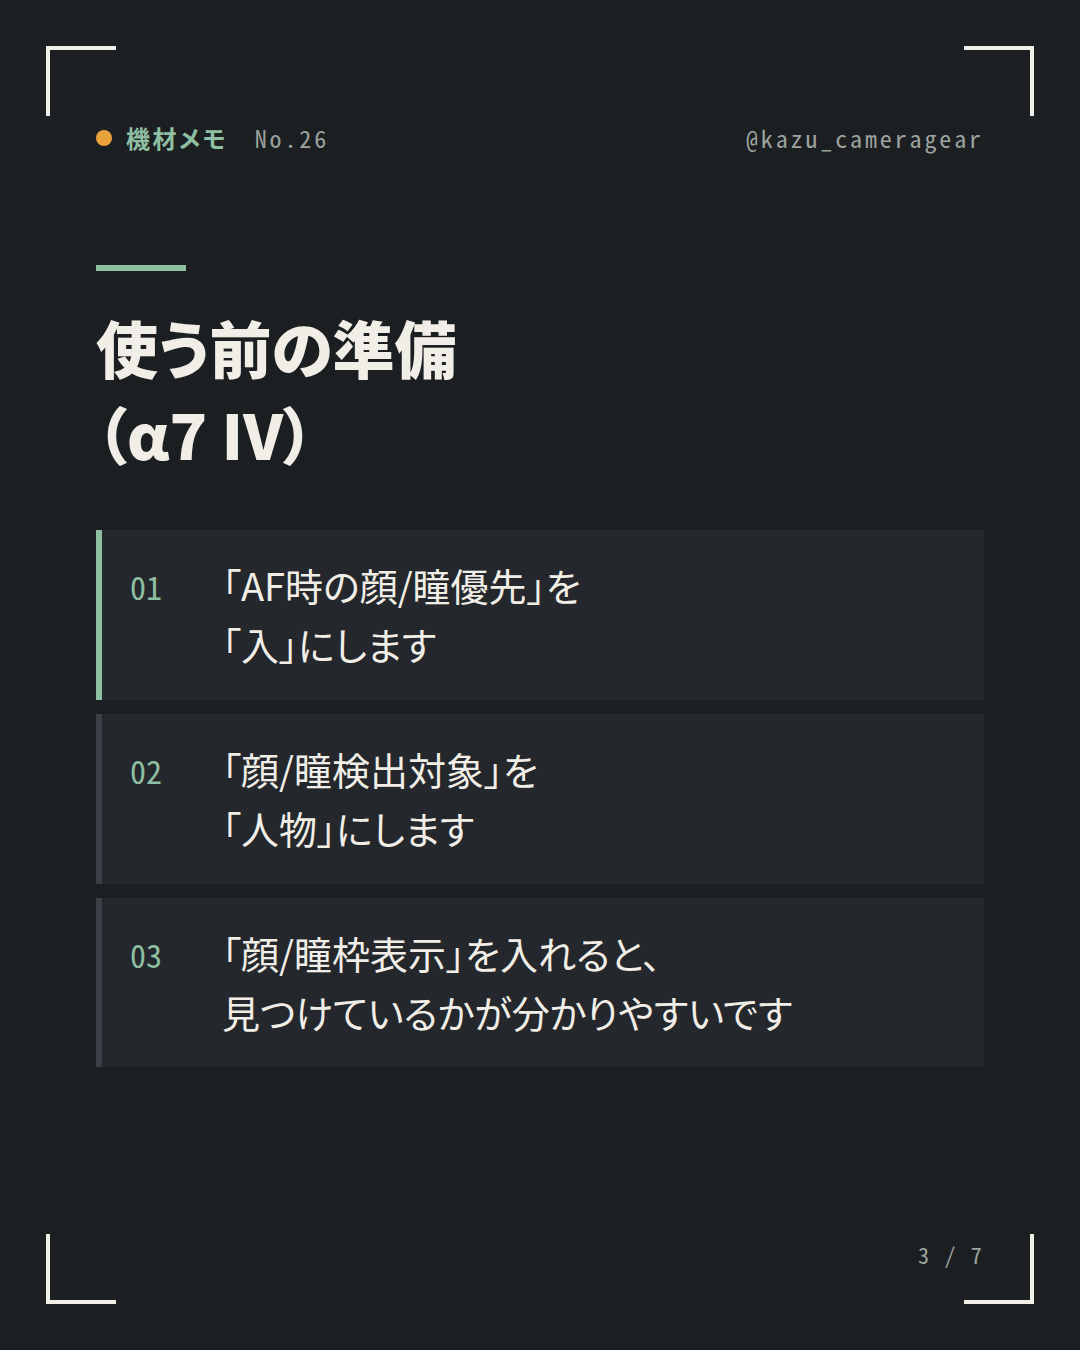 機材メモ No.26
@kazu_cameragear
使う前の準備
（α7 IV）
01 「AF時の顔/瞳優先」を
「入」にします
02 「顔/瞳検出対象」を
「人物」にします
03 「顔/瞳枠表示」を入れると、
見つけているかが分かりやすいです
3 / 7